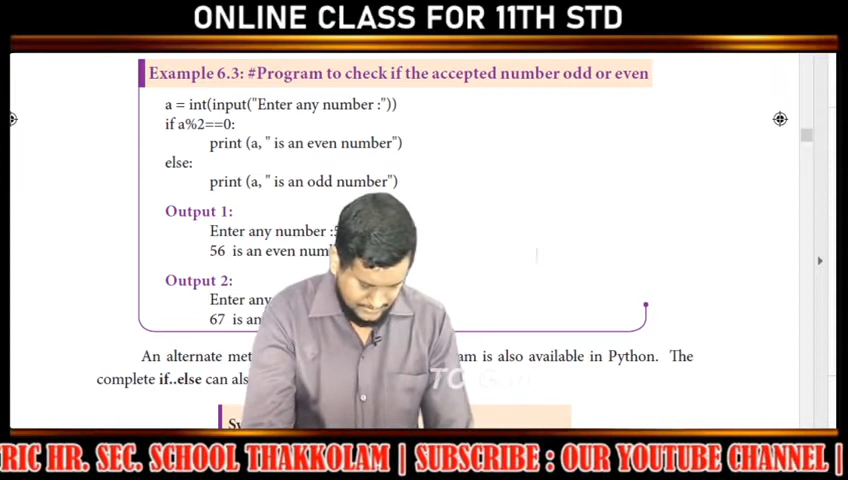 ONLINE CLASS FOR 11TH STD
Example 6.3: #Program to check if the accepted number odd or even
a = int(input("Enter any number :"))
if a%2==0:
print (a, " is an even number")
else:
print (a, " is an odd number")
Output 1:
Enter any number :
56 is an even
Output 2:
Enter any
67 is an
An alternate am is also available in Python. The
complete if..else can
RIC HR. SEC. SCHOOL THAKKOLAM | SUBSCRIBE : OUR YOUTUBE CHANNEL |